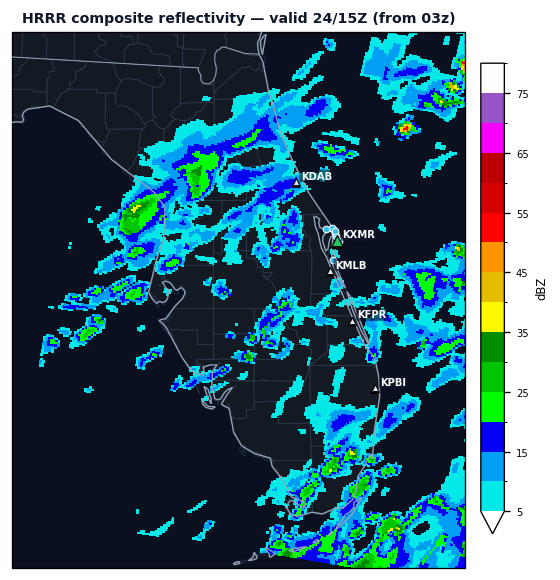 HRRR composite reflectivity — valid 24/15Z (from 03z)
KDAB
KXMR
KMLB
KFPR
KPBI
75
65
55
45
35
25
15
5
dBZ